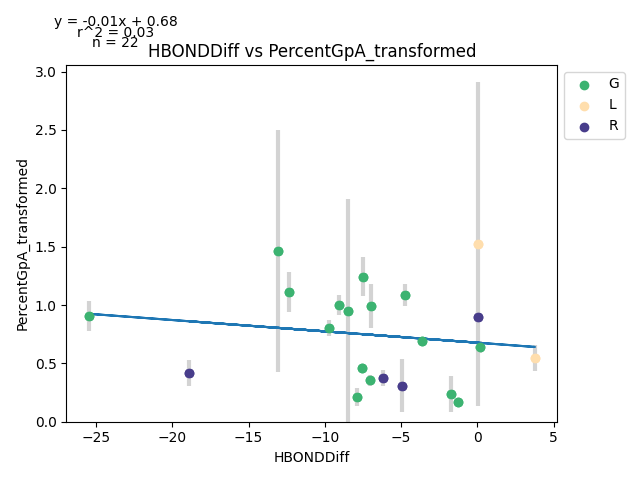 y = -0.01x + 0.68
r^2 = 0.03
n = 22
HBONDDiff vs PercentGpA_transformed
G
L
R
PercentGpA_transformed
3.0
2.5
2.0
1.5
1.0
0.5
0.0
−25 −20 −15 −10 −5 0 5
HBONDDiff